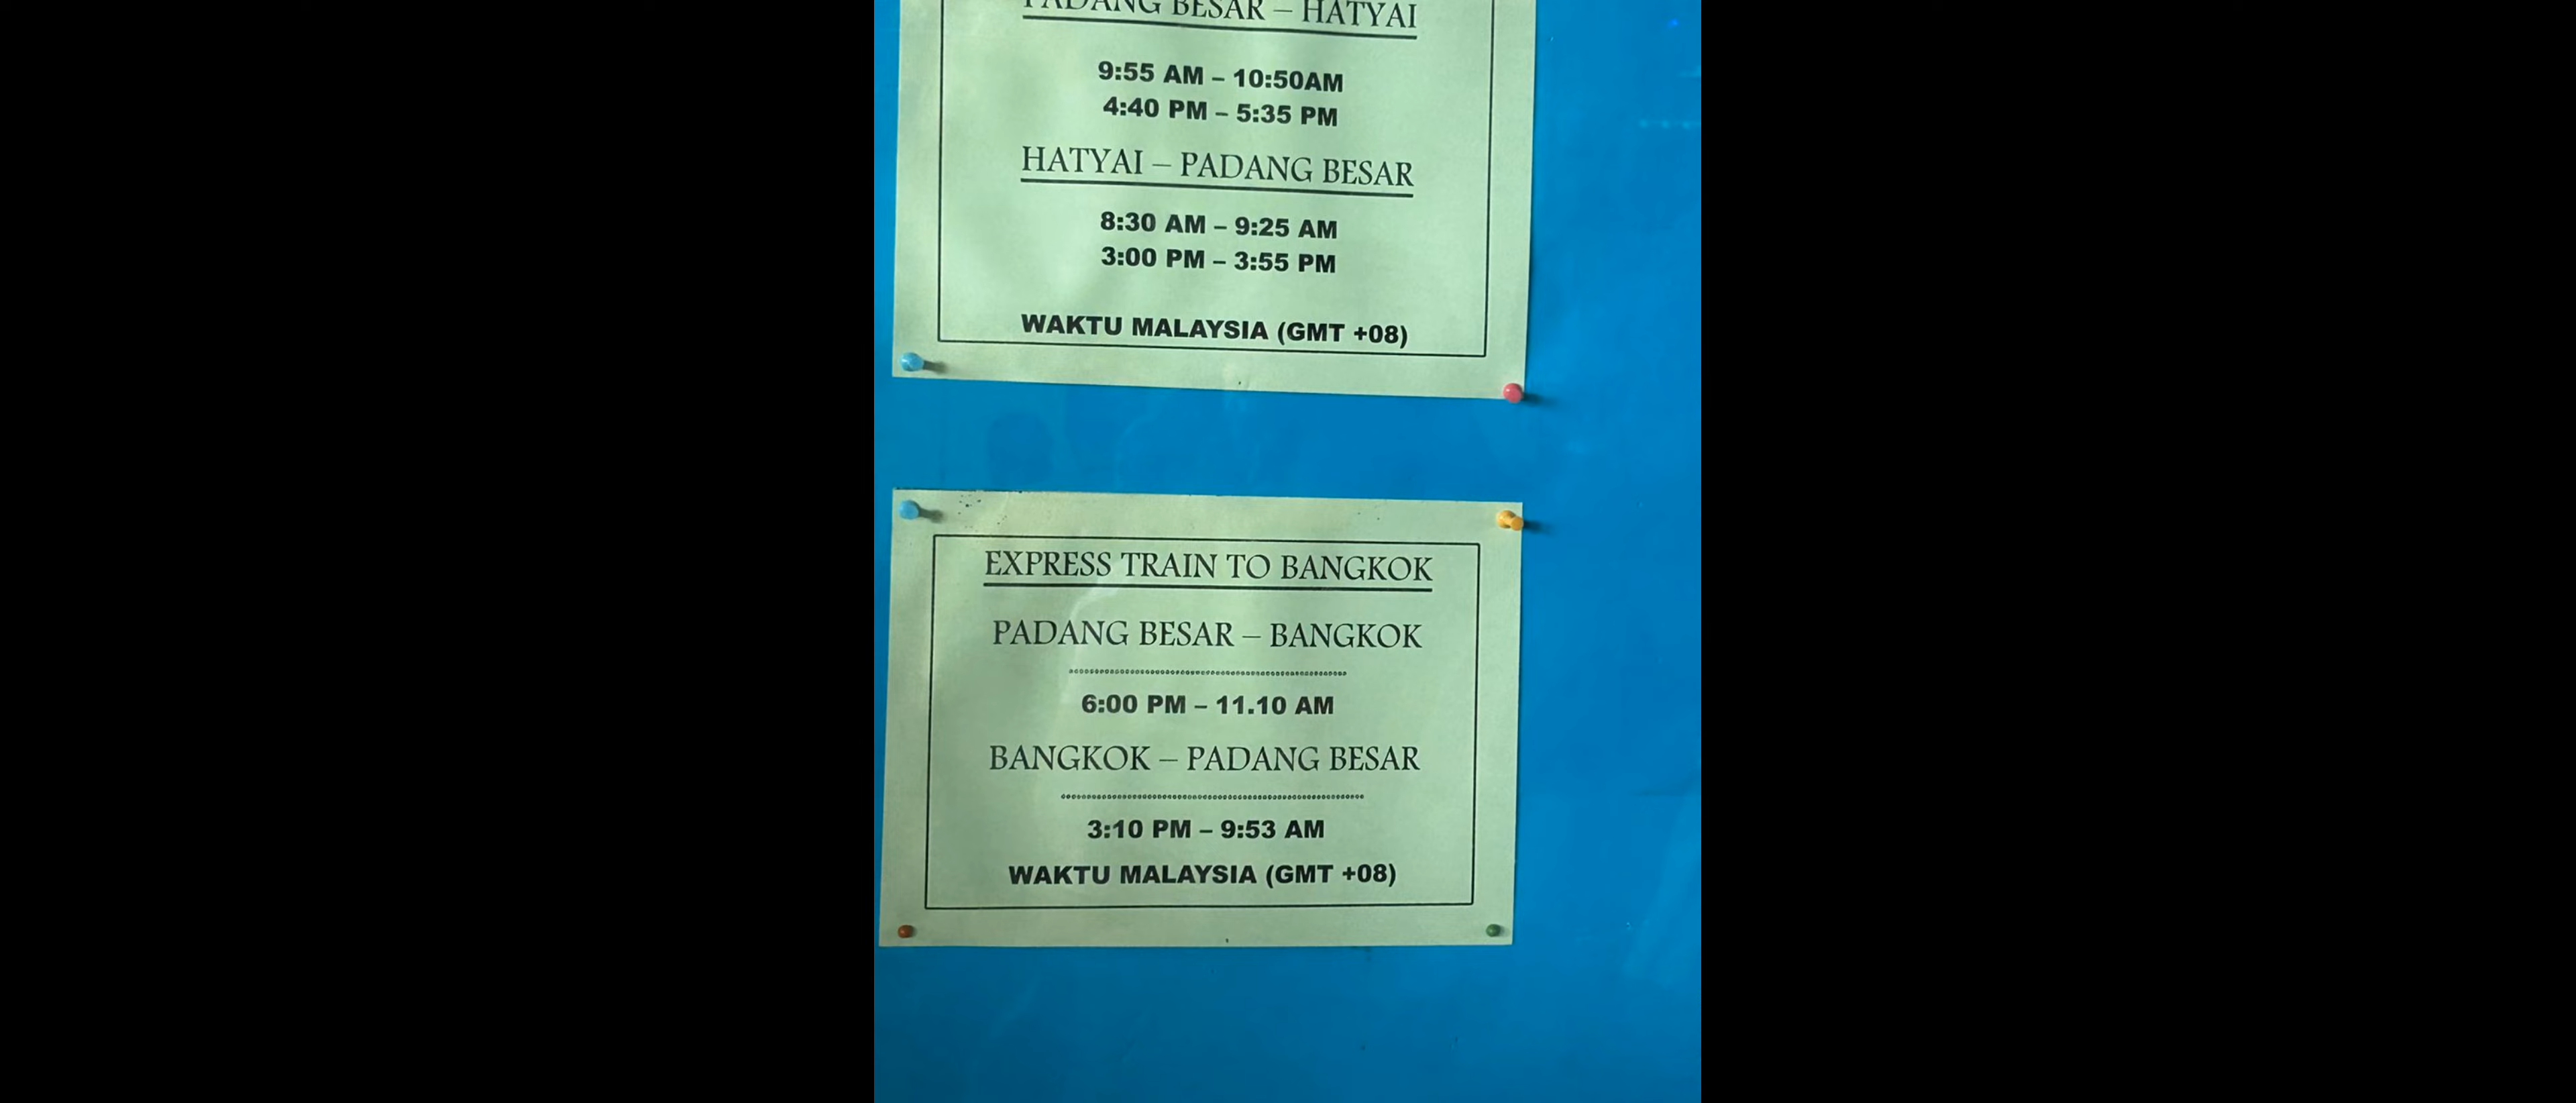 PADANG BESAR – HATYAI
9:55 AM – 10:50AM
4:40 PM – 5:35 PM
HATYAI – PADANG BESAR
8:30 AM – 9:25 AM
3:00 PM – 3:55 PM
WAKTU MALAYSIA (GMT +08)
EXPRESS TRAIN TO BANGKOK
PADANG BESAR – BANGKOK
6:00 PM – 11.10 AM
BANGKOK – PADANG BESAR
3:10 PM – 9:53 AM
WAKTU MALAYSIA (GMT +08)